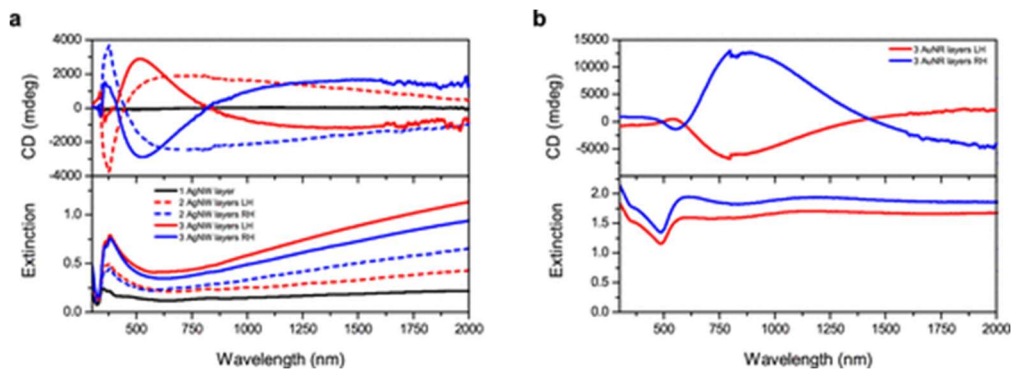 a
CD (mdeg)
4000
2000
0
-2000
-4000
Extinction
1.0
0.5
0.0
1 AgNW layer
2 AgNW layers LH
2 AgNW layers RH
3 AgNW layers LH
3 AgNW layers RH
500 750 1000 1250 1500 1750 2000
Wavelength (nm)
b
CD (mdeg)
15000
10000
5000
0
-5000
3 AuNR layers LH
3 AuNR layers RH
Extinction
2.0
1.5
1.0
0.5
0.0
500 750 1000 1250 1500 1750 2000
Wavelength (nm)